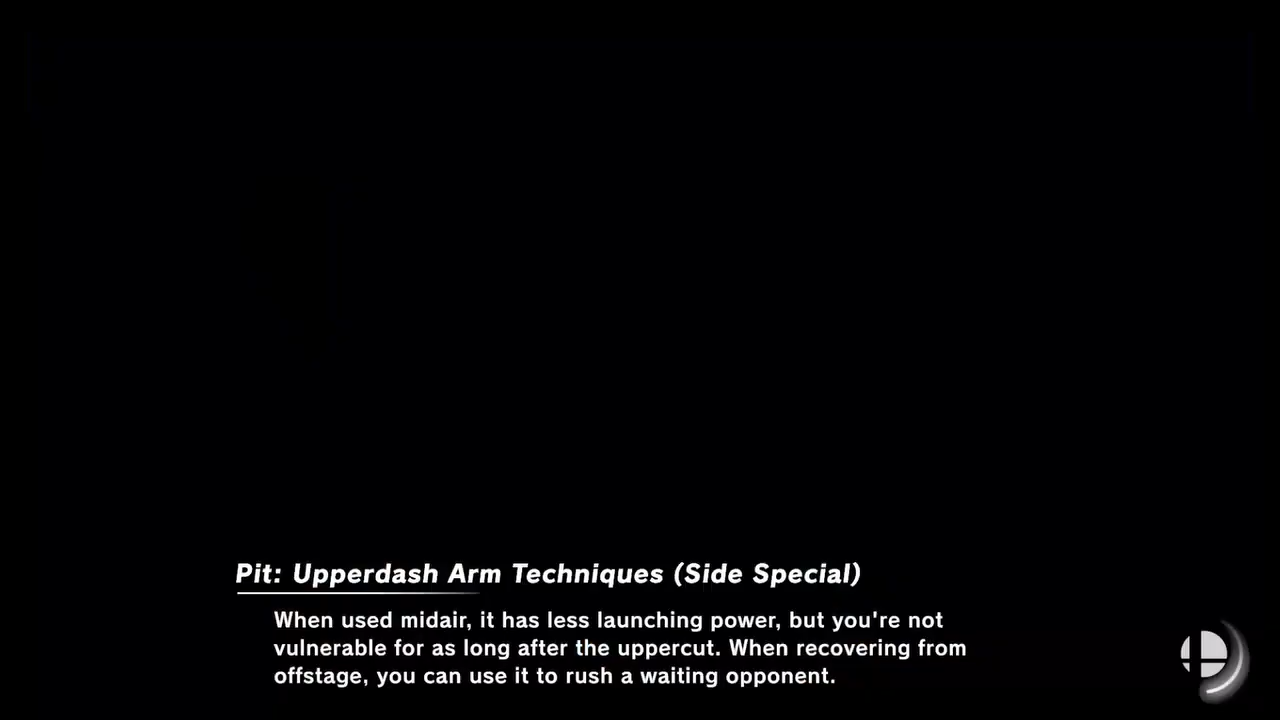 Pit: Upperdash Arm Techniques (Side Special)
When used midair, it has less launching power, but you're not
vulnerable for as long after the uppercut. When recovering from
offstage, you can use it to rush a waiting opponent.